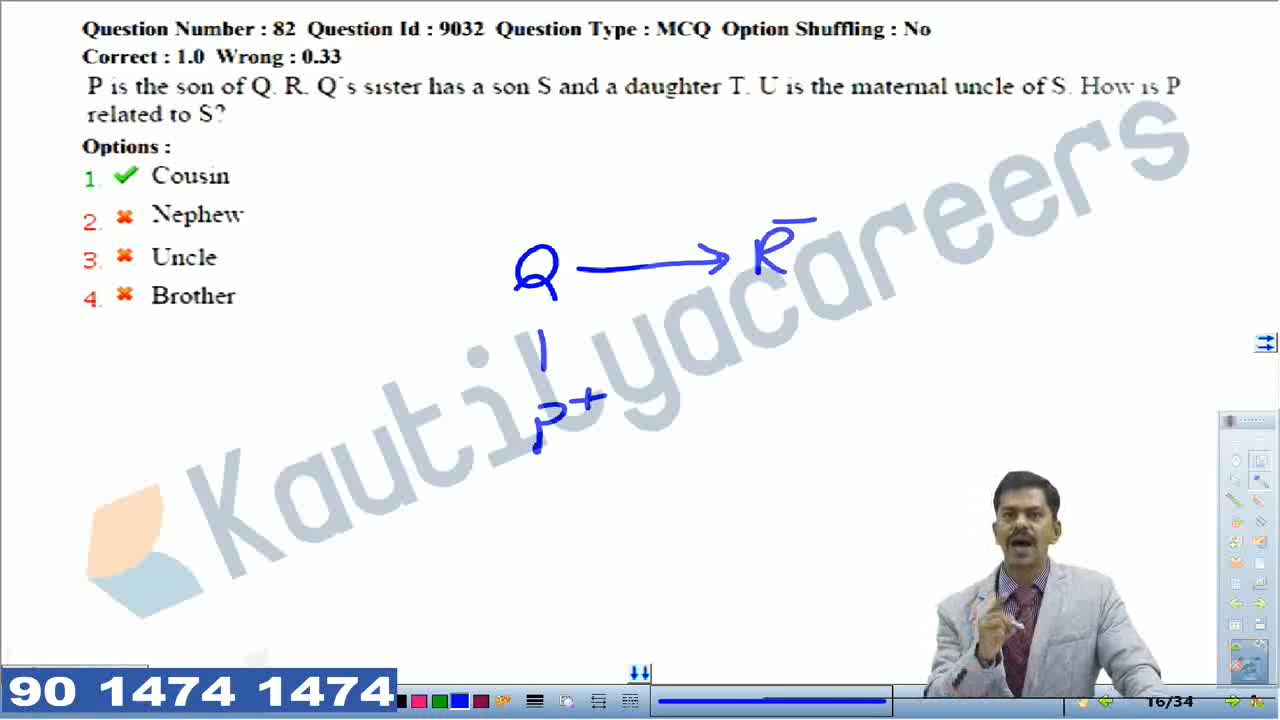 Question Number : 82 Question Id : 9032 Question Type : MCQ Option Shuffling : No
Correct : 1.0 Wrong : 0.33
P is the son of Q. R. Q`s sister has a son S and a daughter T. U is the maternal uncle of S. How is P
related to S?
Options :
1. Cousin
2. Nephew
3. Uncle
4. Brother
Q → R −
P +
Kautilyacareers
90 1474 1474
16/34